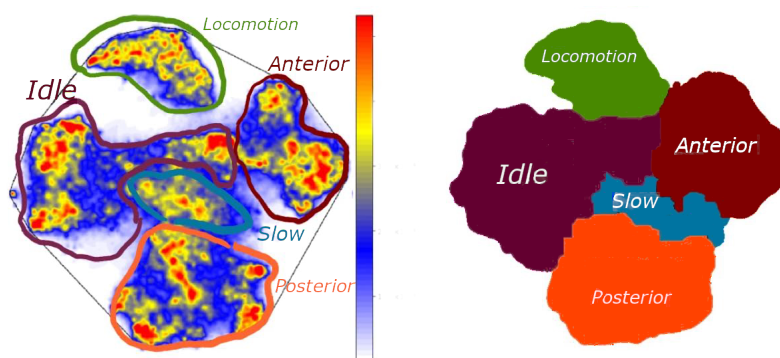 Locomotion
Anterior
Idle
Slow
Posterior
Locomotion
Anterior
Idle
Slow
Posterior